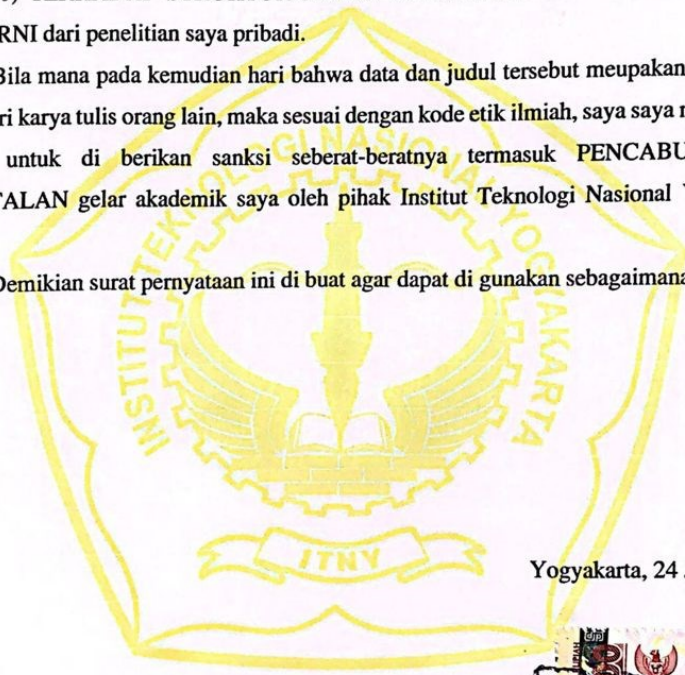 RNI dari penelitian saya pribadi.
Bila mana pada kemudian hari bahwa data dan judul tersebut meupakan
ri karya tulis orang lain, maka sesuai dengan kode etik ilmiah, saya saya
untuk di berikan sanksi seberat-beratnya termasuk PENCABU
TALAN gelar akademik saya oleh pihak Institut Teknologi Nasional
Demikian surat pernyataan ini di buat agar dapat di gunakan sebagaimana
INSTITUT TEKNOLOGI NASIONAL YOGYAKARTA
ITNY
Yogyakarta, 24